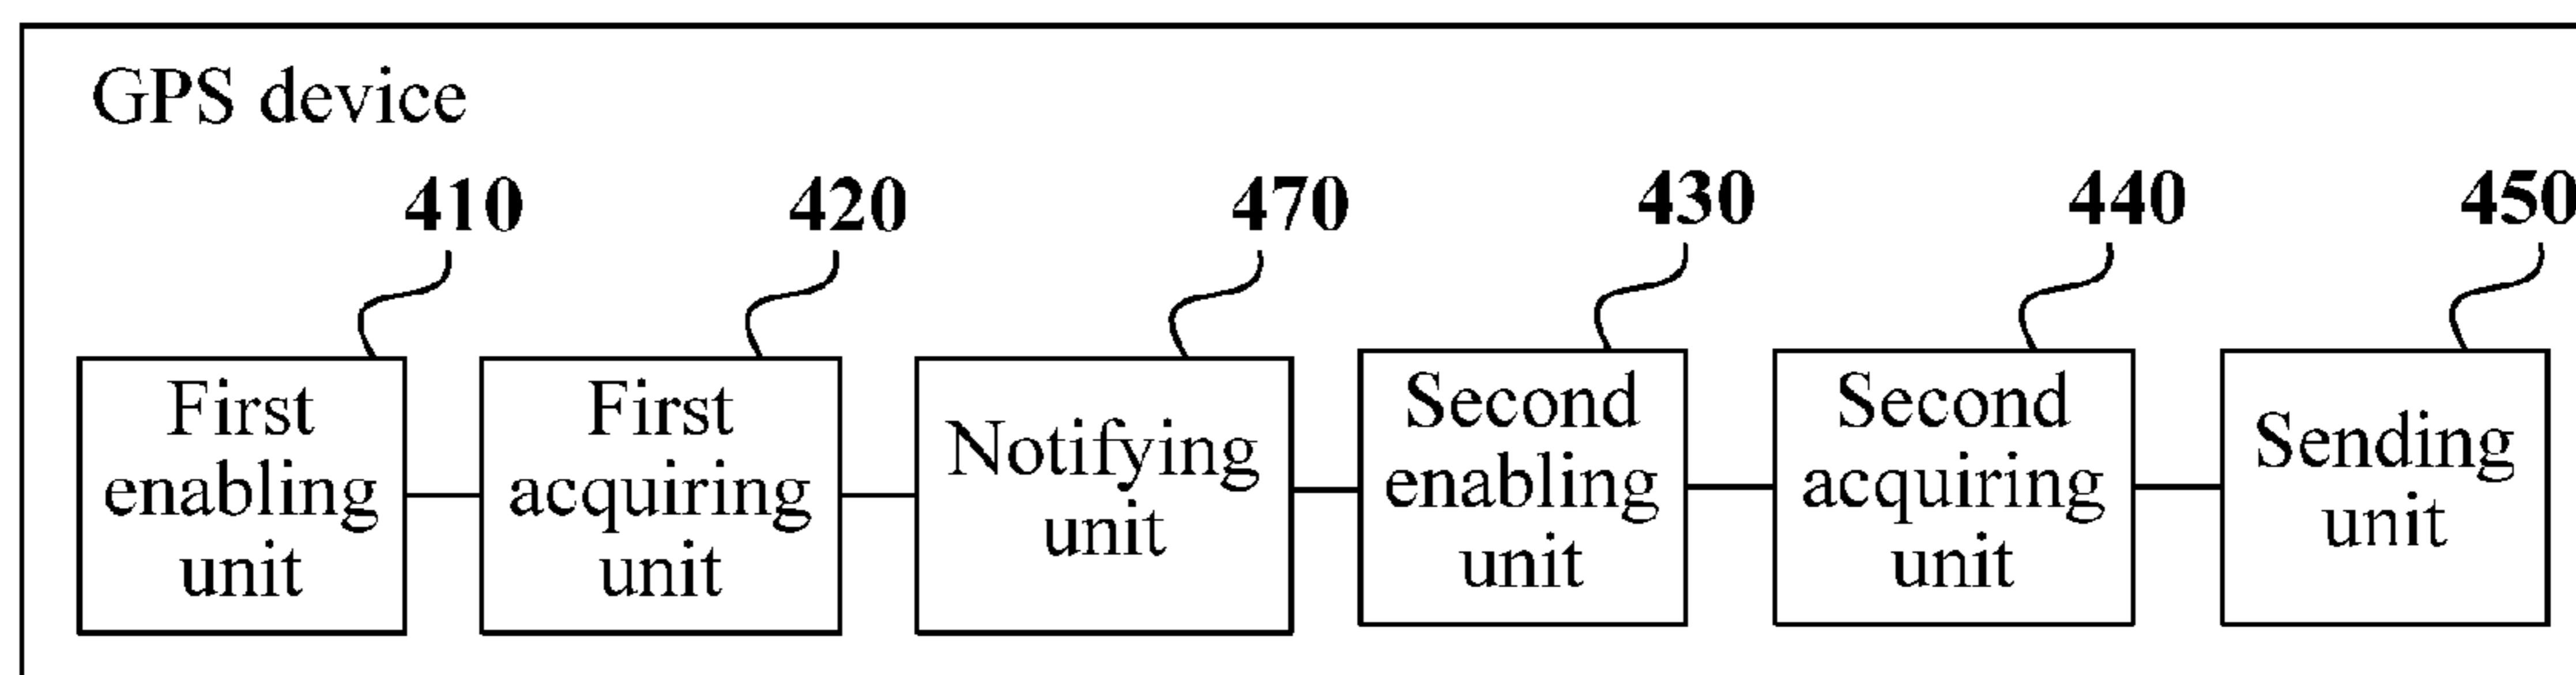 GPS device
410 420 470 430 440 450
First
enabling
unit
First
acquiring
unit
Notifying
unit
Second
enabling
unit
Second
acquiring
unit
Sending
unit